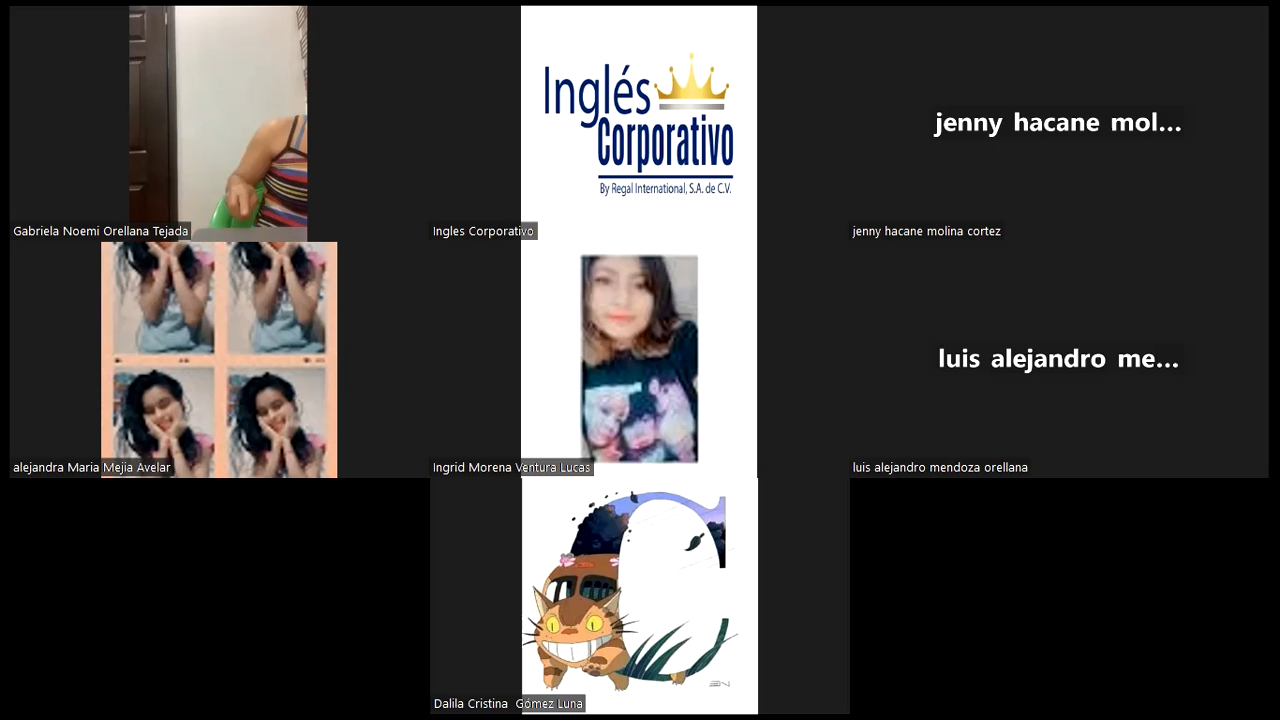 Inglés
Corporativo
By Regal International, S.A. de C.V.
jenny hacane mol...
Gabriela Noemi Orellana Tejada
Ingles Corporativo
jenny hacane molina cortez
luis alejandro me...
alejandra Maria Mejia Avelar
Ingrid Morena Ventura Lucas
luis alejandro mendoza orellana
Dalila Cristina Gómez Luna